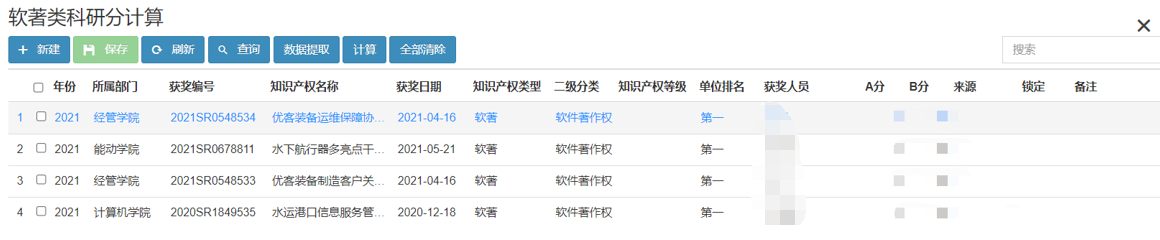 软著类科研分计算
新建 保存 刷新 查询 数据提取 计算 全部清除 搜索
年份 所属部门 获奖编号 知识产权名称 获奖日期 知识产权类型 二级分类 知识产权等级 单位排名 获奖人员 A分 B分 来源 锁定 备注
1 2021 经管学院 2021SR0548534 优客装备运维保障协... 2021-04-16 软著 软件著作权 第一
2 2021 能动学院 2021SR0678811 水下航行器多亮点干... 2021-05-21 软著 软件著作权 第一
3 2021 经管学院 2021SR0548533 优客装备制造客户关... 2021-04-16 软著 软件著作权 第一
4 2021 计算机学院 2020SR1849535 水运港口信息服务管... 2020-12-18 软著 软件著作权 第一